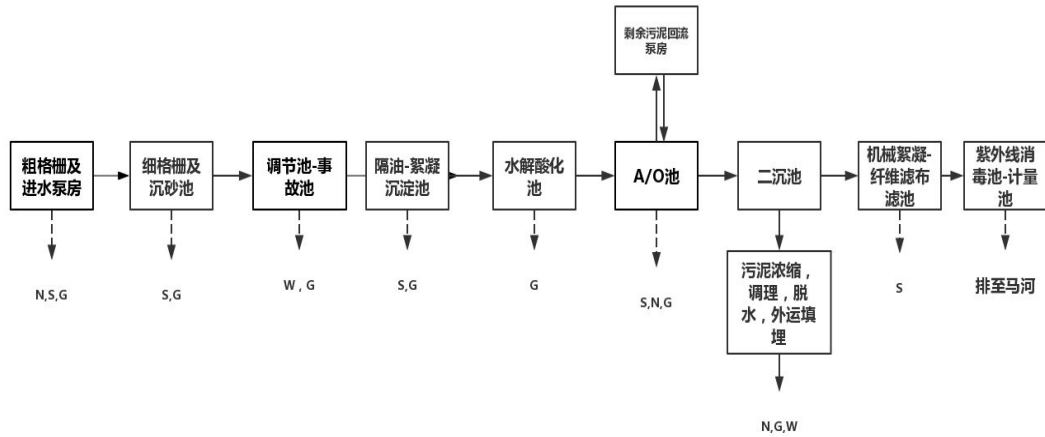 剩余污泥回流
泵房
粗格栅及
进水泵房
细格栅及
沉砂池
调节池-事
故池
隔油-絮凝
沉淀池
水解酸化
池
A/O池
二沉池
机械絮凝-
纤维滤布
滤池
紫外线消
毒池-计量
池
N,S,G
S,G
W , G
S,G
G
S,N,G
污泥浓缩，
调理，脱
水，外运填
埋
S
排至马河
N,G,W